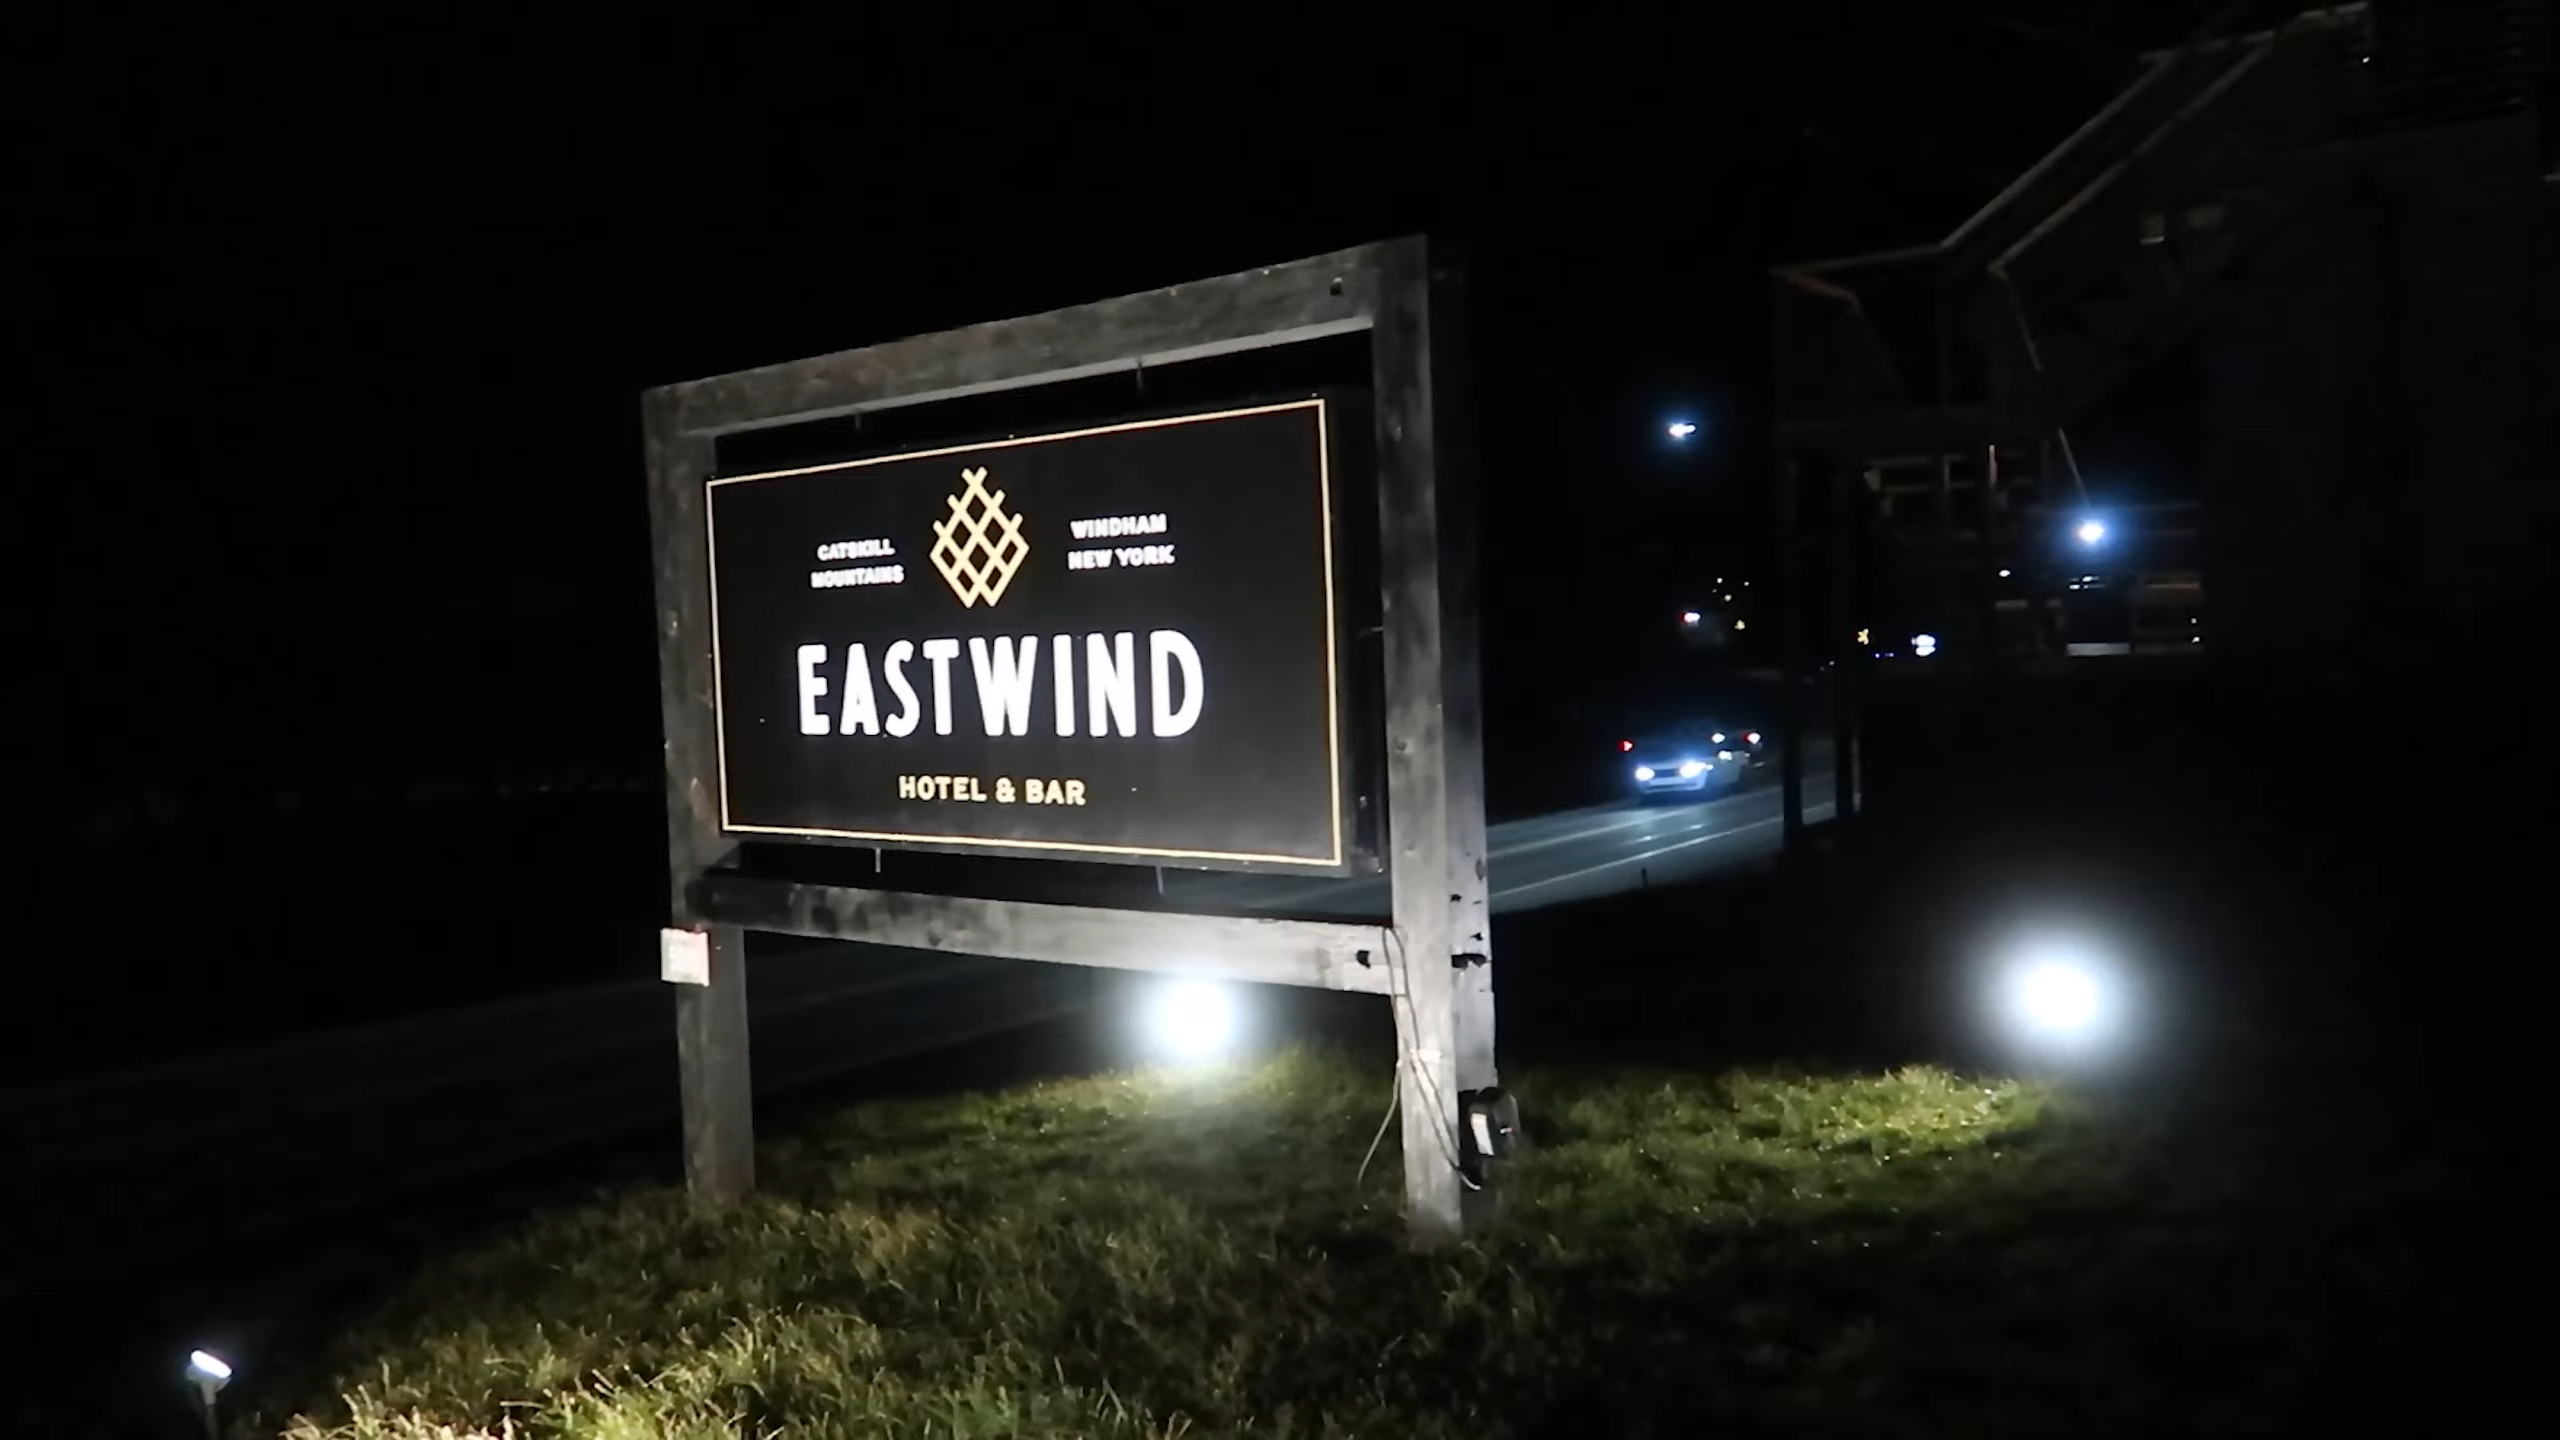 CATSKILL
MOUNTAINS
WINDHAM
NEW YORK
EASTWIND
HOTEL & BAR